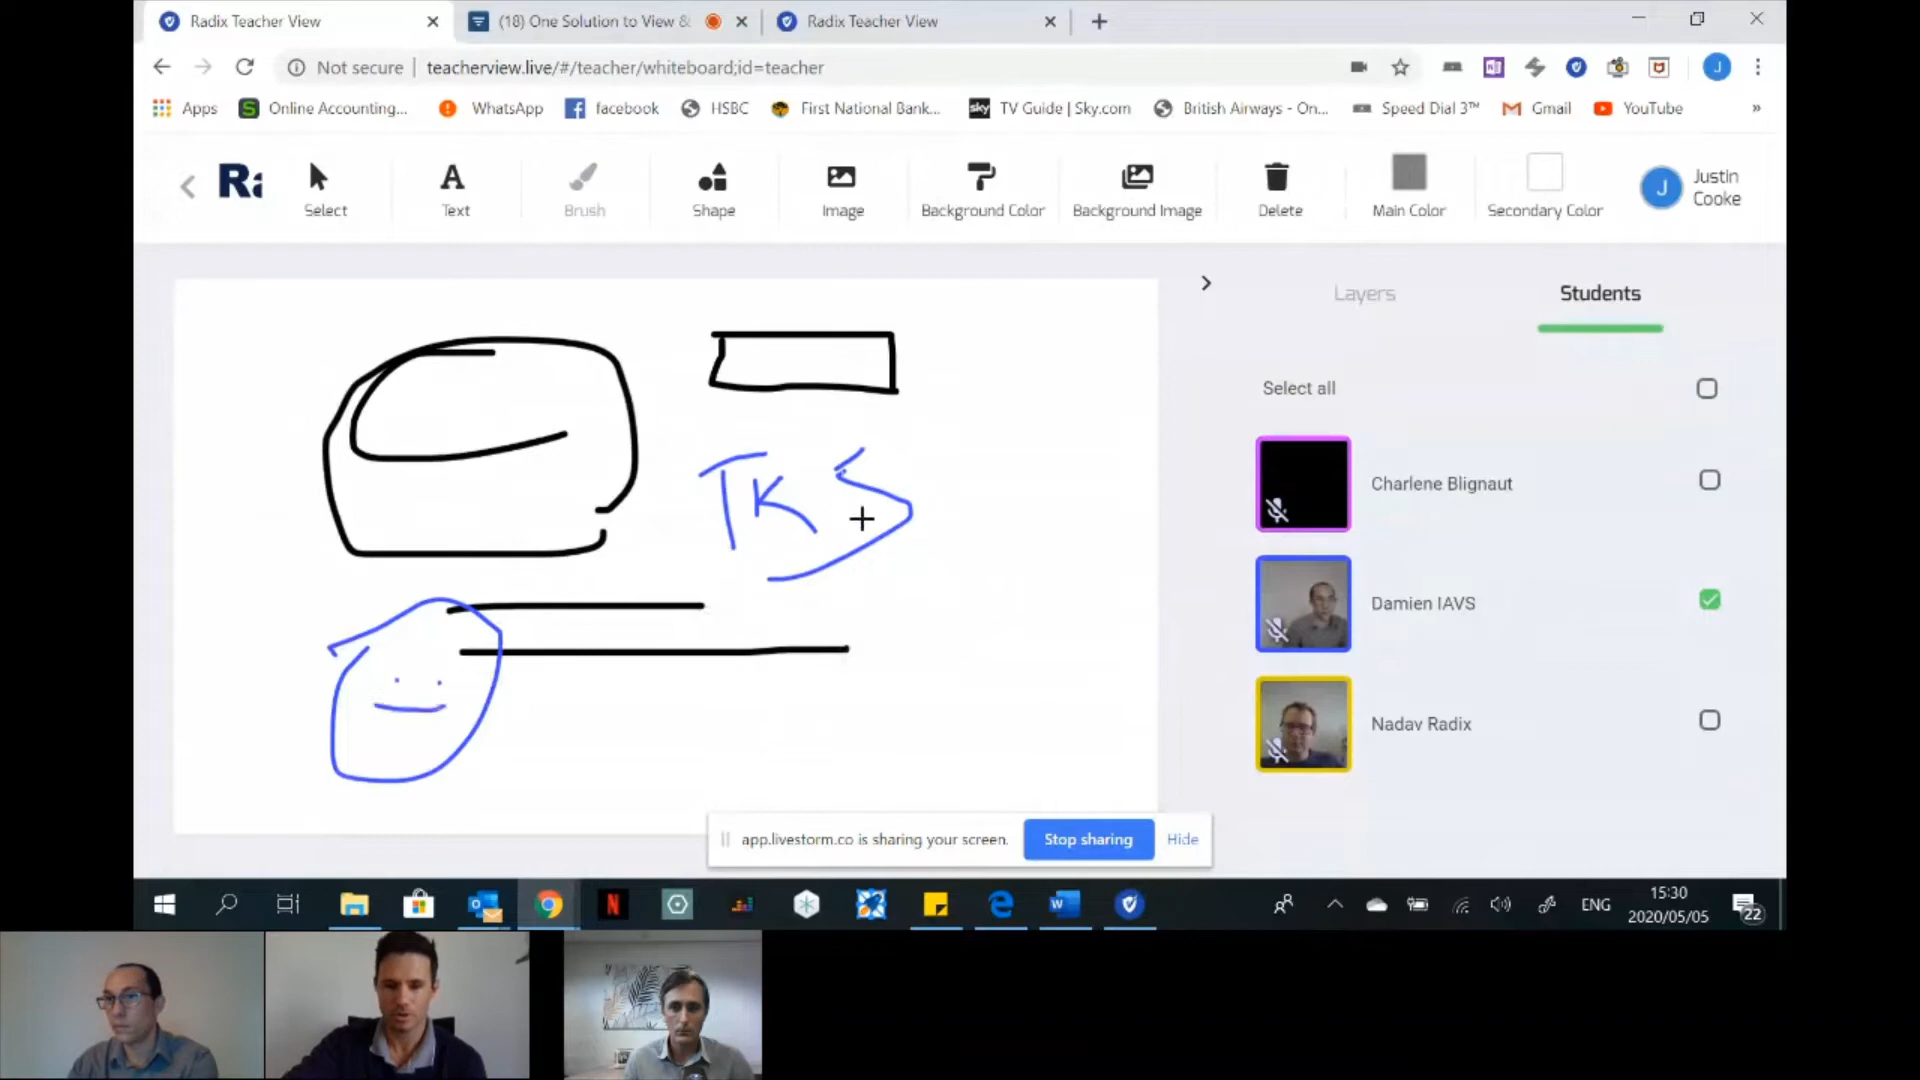 Radix Teacher View
(18) One Solution to View &
Radix Teacher View
Not secure
teacherview.live/#/teacher/whiteboard;id=teacher
J
Apps
Online Accounting...
WhatsApp
facebook
HSBC
First National Bank...
sky
TV Guide | Sky.com
British Airways - On...
Speed Dial 3™
Gmail
YouTube
»
Select
Text
Brush
Shape
Image
Background Color
Background Image
Delete
Main Color
Secondary Color
J
Justin
Cooke
Layers
Students
Select all
TKS
Charlene Blignaut
Damien IAVS
Nadav Radix
app.livestorm.co is sharing your screen.
Stop sharing
Hide
ENG
15:30
2020/05/05
22